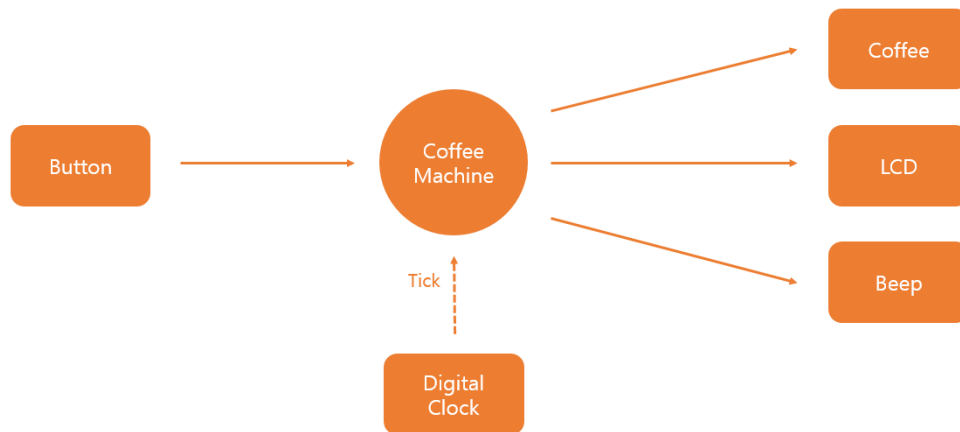 Coffee
Button
Coffee
Machine
LCD
Tick
Beep
Digital
Clock